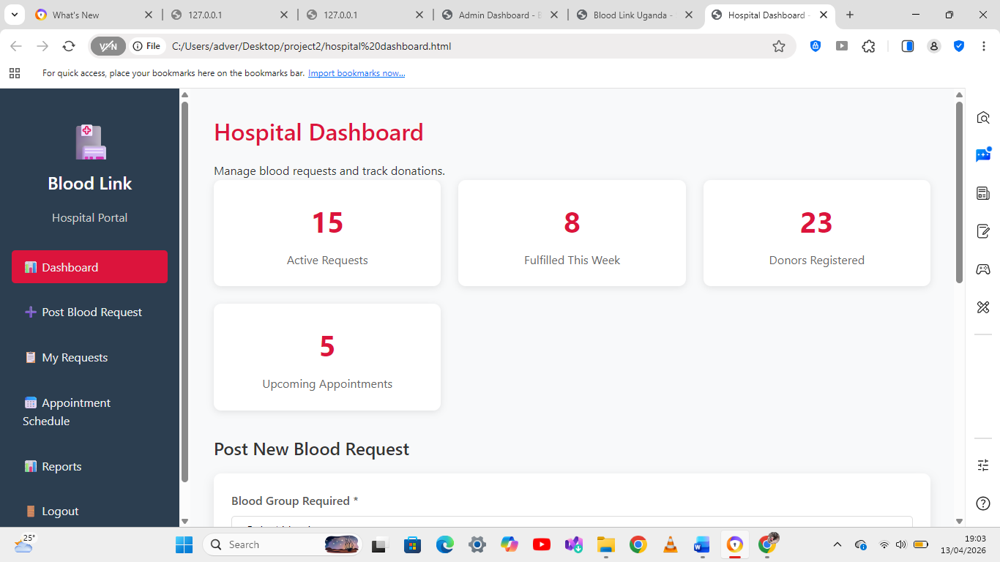 What's New
127.0.0.1
127.0.0.1
Admin Dashboard -
Blood Link Uganda -
Hospital Dashboard -
VPN
File
C:/Users/adver/Desktop/project2/hospital%20dashboard.html
For quick access, place your bookmarks here on the bookmarks bar. Import bookmarks now...
Blood Link
Hospital Portal
Dashboard
Post Blood Request
My Requests
Appointment
Schedule
Reports
Logout
Hospital Dashboard
Manage blood requests and track donations.
15
Active Requests
8
Fulfilled This Week
23
Donors Registered
5
Upcoming Appointments
Post New Blood Request
Blood Group Required *
25°
Search
19:03
13/04/2026